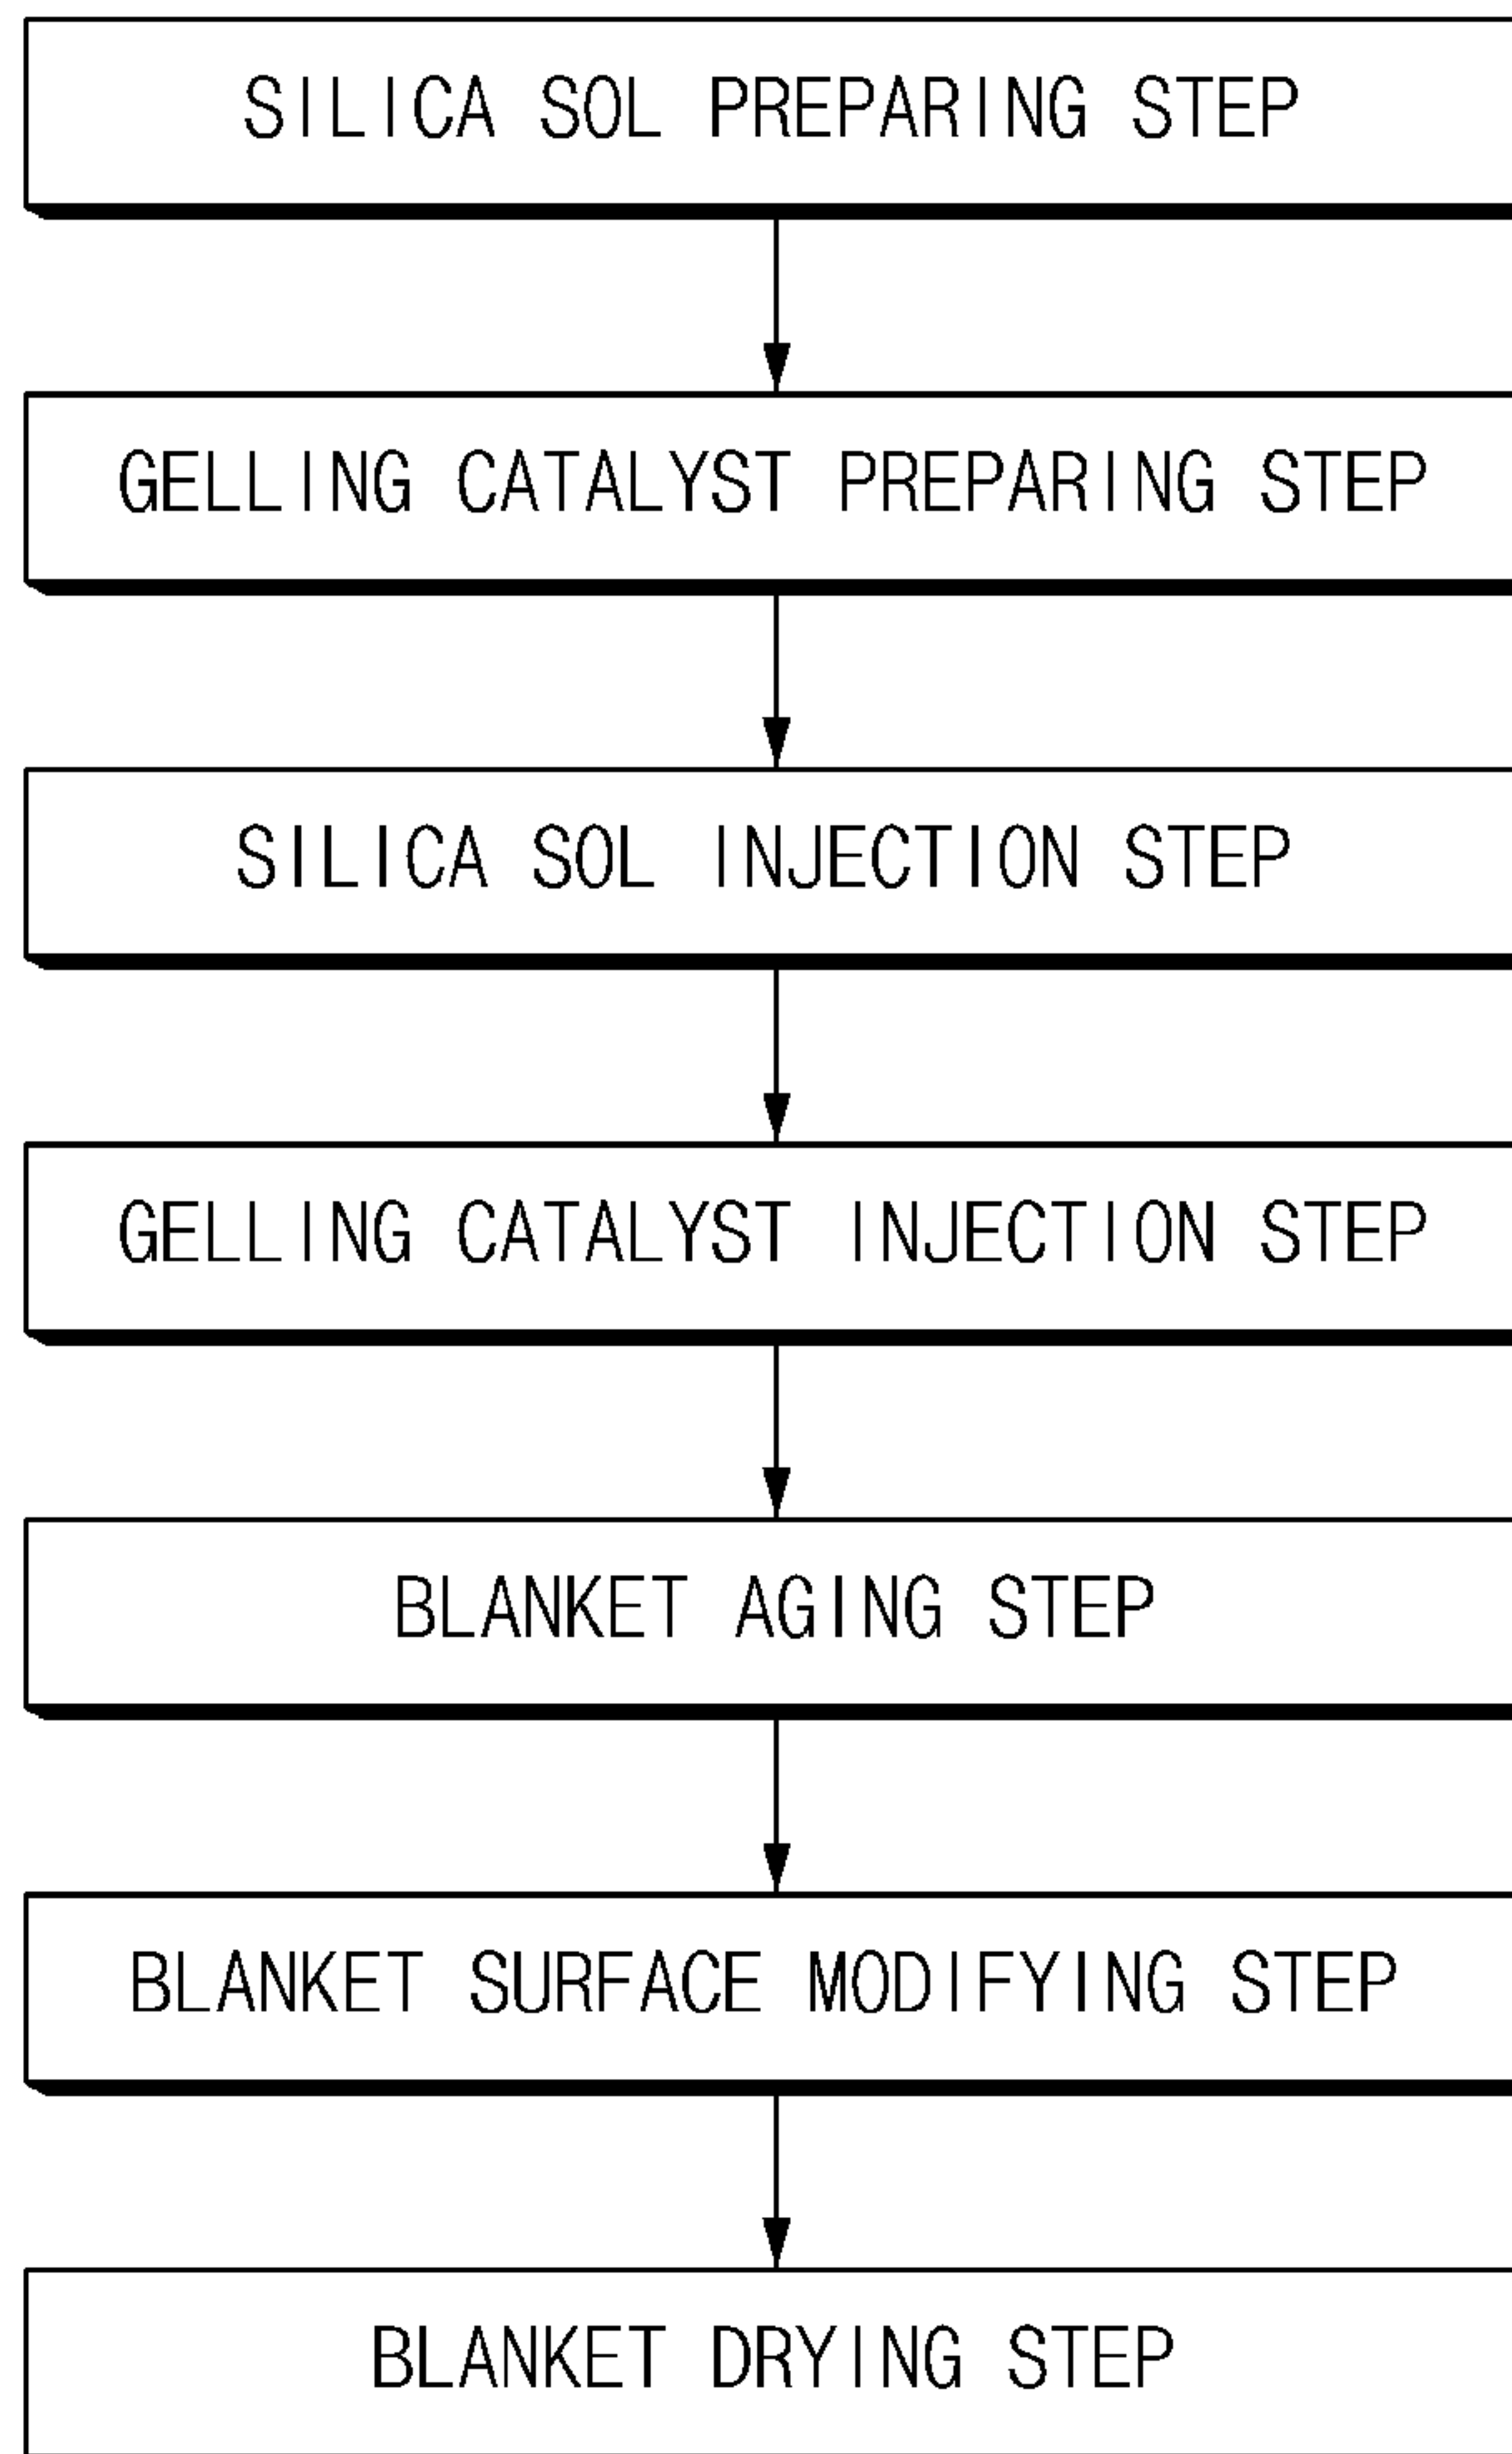 SILICA SOL PREPARING STEP
GELLING CATALYST PREPARING STEP
SILICA SOL INJECTION STEP
GELLING CATALYST INJECTION STEP
BLANKET AGING STEP
BLANKET SURFACE MODIFYING STEP
BLANKET DRYING STEP